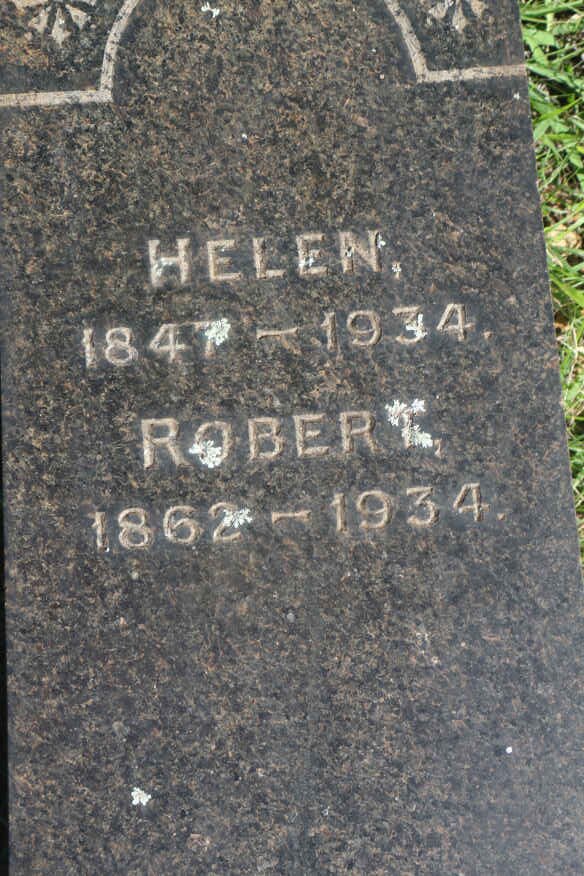 HELEN,
1847 – 1934.
ROBERT,
1862 – 1934.